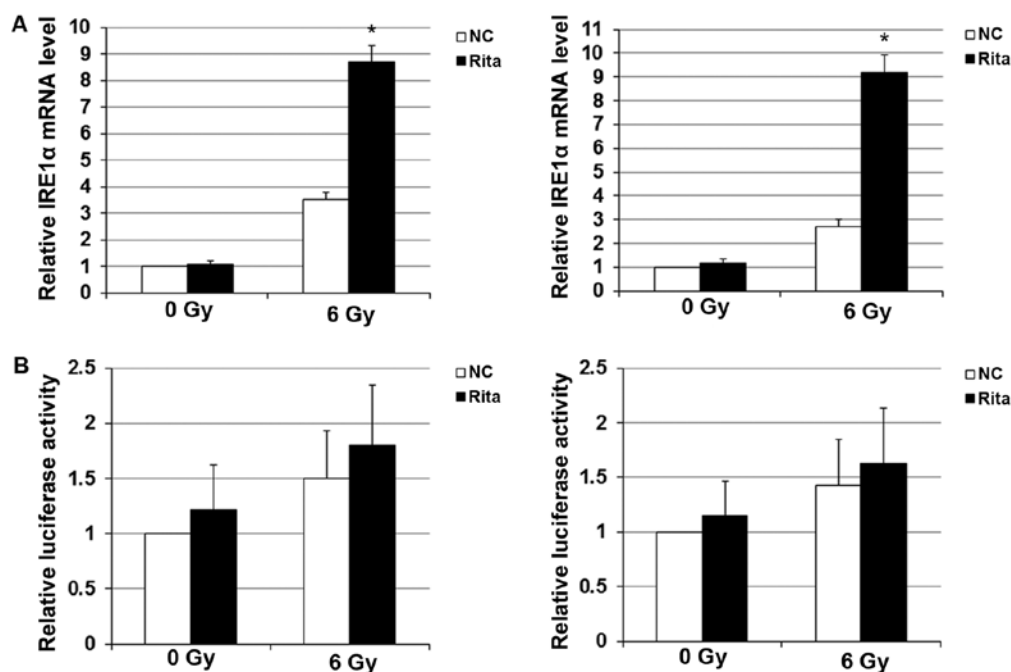 A
Relative IRE1α mRNA level
10
9
8
7
6
5
4
3
2
1
0
*
0 Gy
6 Gy
NC
Rita
Relative IRE1α mRNA level
11
10
9
8
7
6
5
4
3
2
1
0
*
0 Gy
6 Gy
NC
Rita
B
Relative luciferase activity
2.5
2
1.5
1
0.5
0
0 Gy
6 Gy
NC
Rita
Relative luciferase activity
2.5
2
1.5
1
0.5
0
0 Gy
6 Gy
NC
Rita